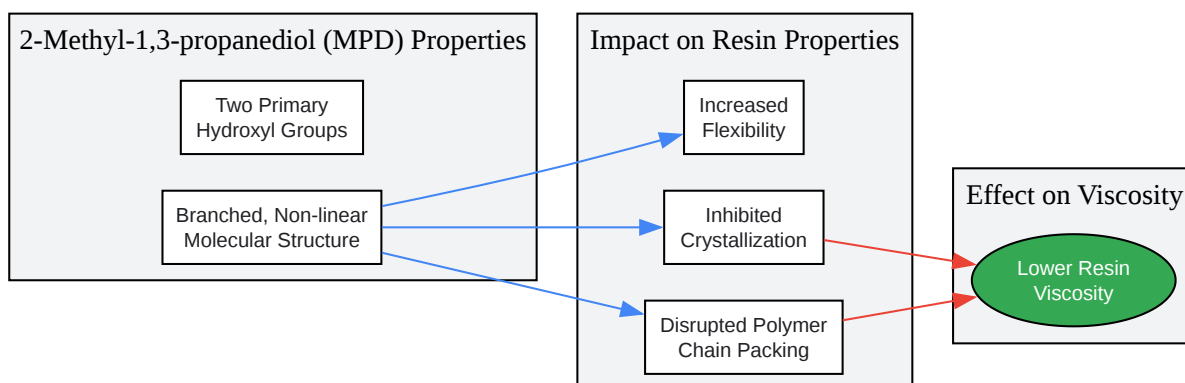 2-Methyl-1,3-propanediol (MPD) Properties
Two Primary
Hydroxyl Groups
Branched, Non-linear
Molecular Structure
Impact on Resin Properties
Increased
Flexibility
Inhibited
Crystallization
Disrupted Polymer
Chain Packing
Effect on Viscosity
Lower Resin
Viscosity